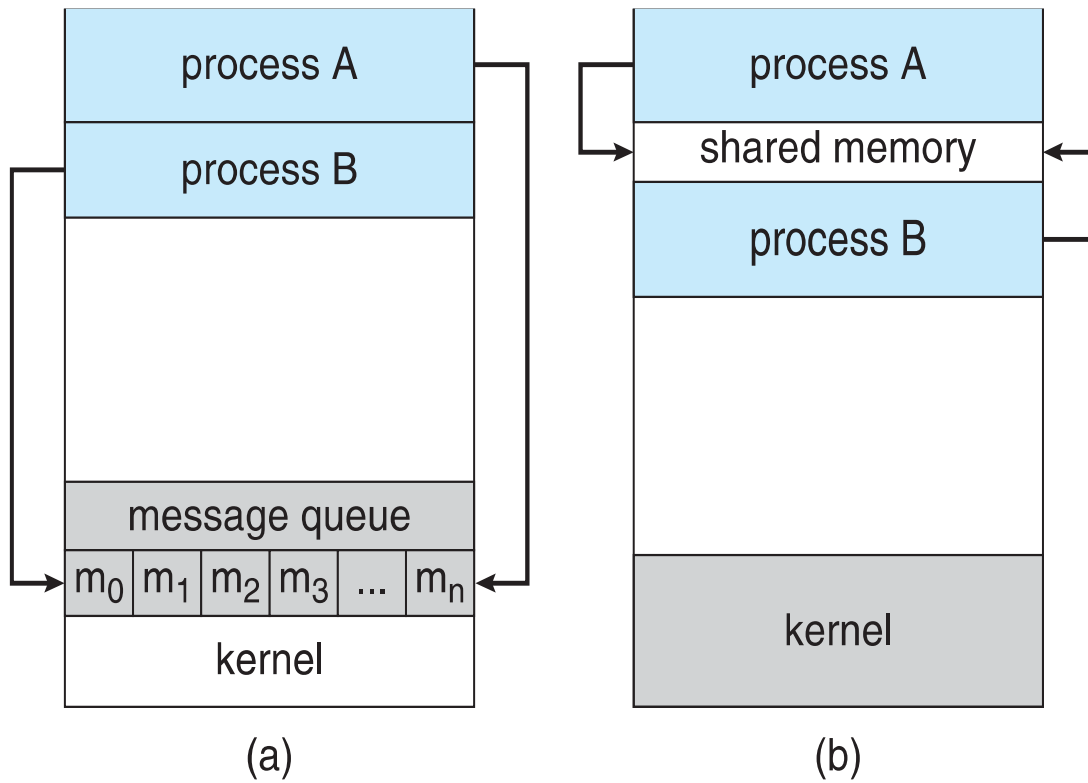 process A
process B
message queue
m0 m1 m2 m3 ... mn
kernel
(a)
process A
shared memory
process B
kernel
(b)